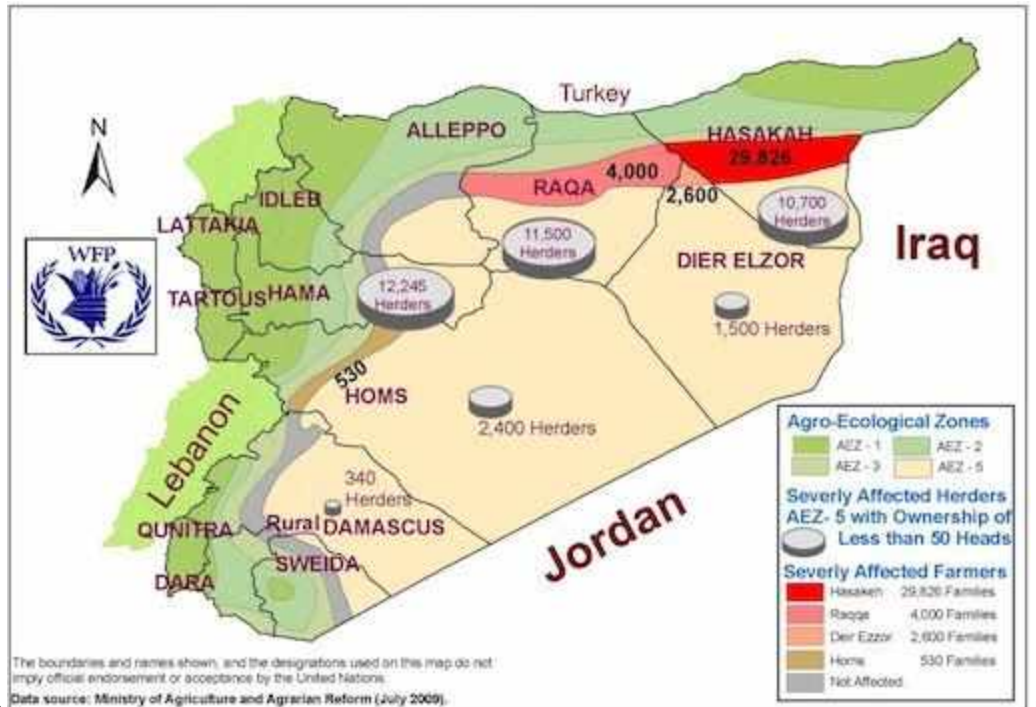 Turkey
N
ALLEPPO
HASAKAH
29,826
4,000
RAQA
2,600
IDLEB
LATTAKIA
10,700
Herders
11,500
Herders
Iraq
WFP
DIER ELZOR
TARTOUS
HAMA
12,245
Herders
1,500 Herders
530
HOMS
2,400 Herders
Lebanon
340
Herders
QUNITRA
Rural DAMASCUS
Jordan
SWEIDA
DARA
Agro-Ecological Zones
AEZ - 1
AEZ - 2
AEZ - 3
AEZ - 5
Severly Affected Herders
AEZ- 5 with Ownership of
Less than 50 Heads
Severly Affected Farmers
Hasakeh 29,826 Families
Raqqa 4,000 Families
Deir Ezzor 2,600 Families
Homs 530 Families
Not Affected
The boundaries and names shown, and the designations used on this map do not
imply official endorsement or acceptance by the United Nations.
Data source: Ministry of Agriculture and Agrarian Reform (July 2009).